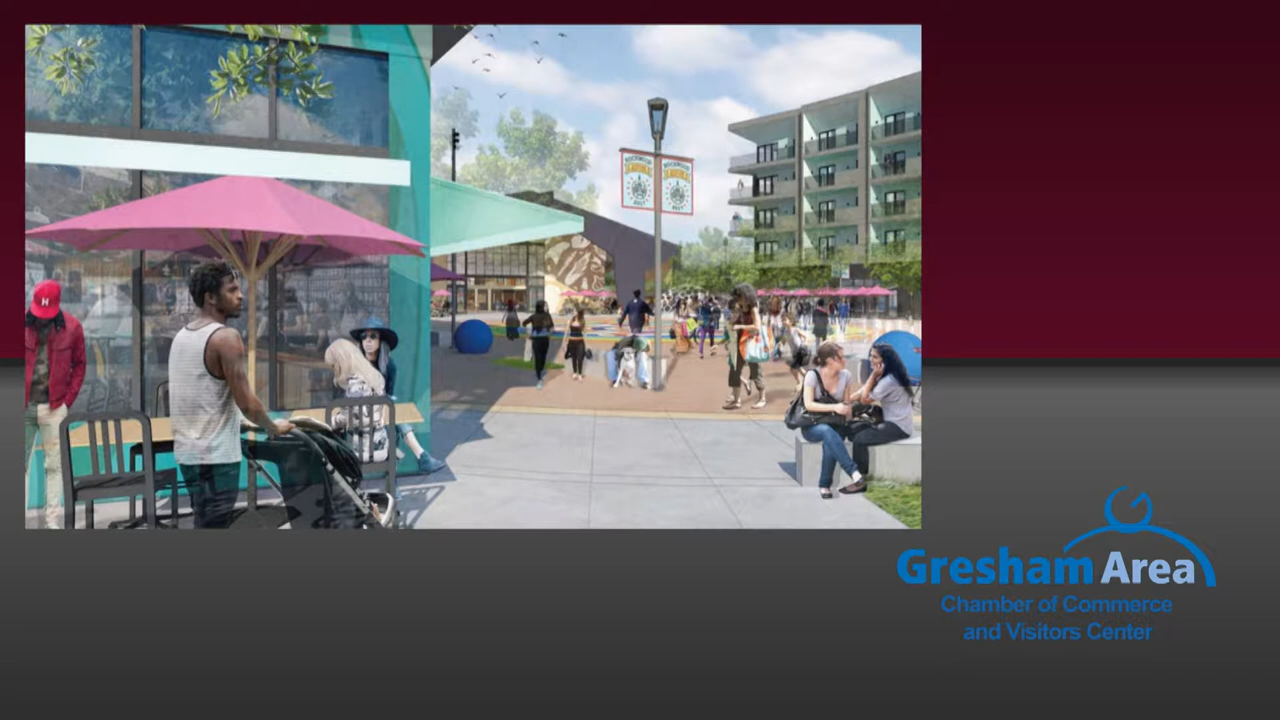 H
Gresham Area
Chamber of Commerce
and Visitors Center